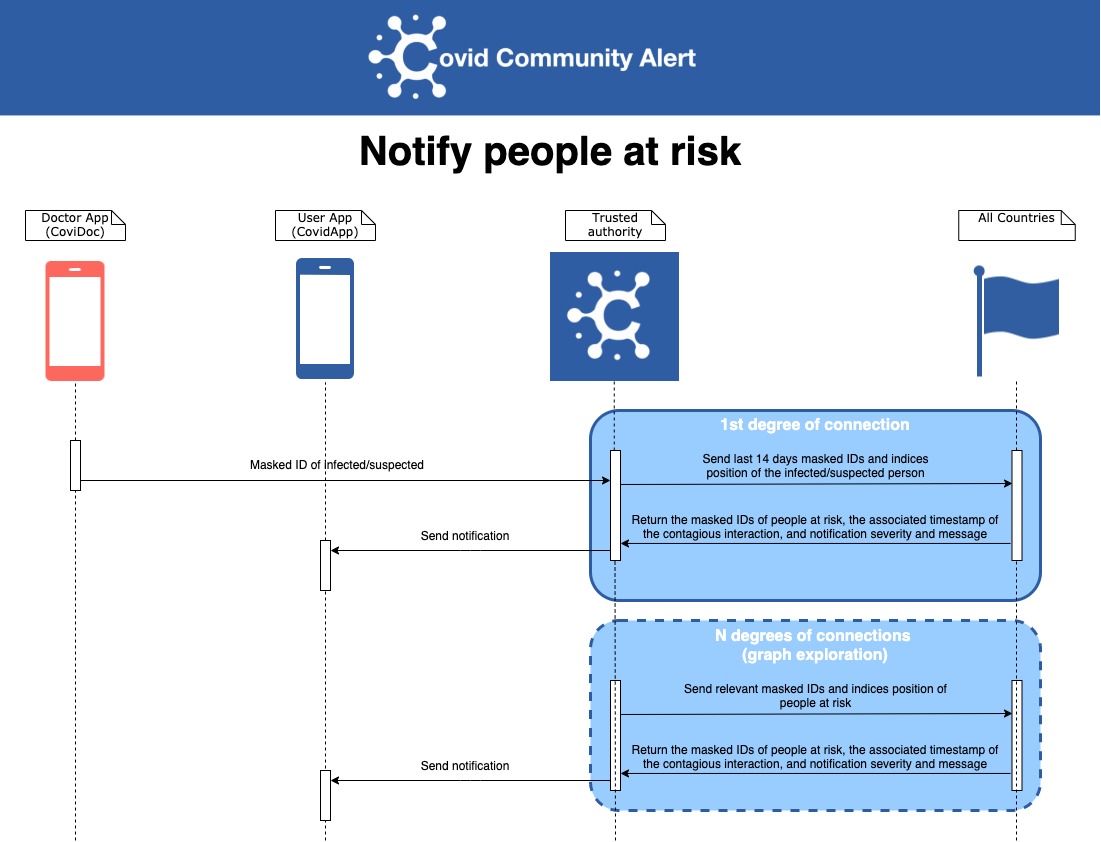 Covid Community Alert
Notify people at risk
Doctor App
(CoviDoc)
User App
(CovidApp)
Trusted
authority
All Countries
1st degree of connection
Masked ID of infected/suspected
Send last 14 days masked IDs and indices
position of the infected/suspected person
Return the masked IDs of people at risk, the associated timestamp of
the contagious interaction, and notification severity and message
Send notification
N degrees of connections
(graph exploration)
Send relevant masked IDs and indices position of
people at risk
Return the masked IDs of people at risk, the associated timestamp of
the contagious interaction, and notification severity and message
Send notification